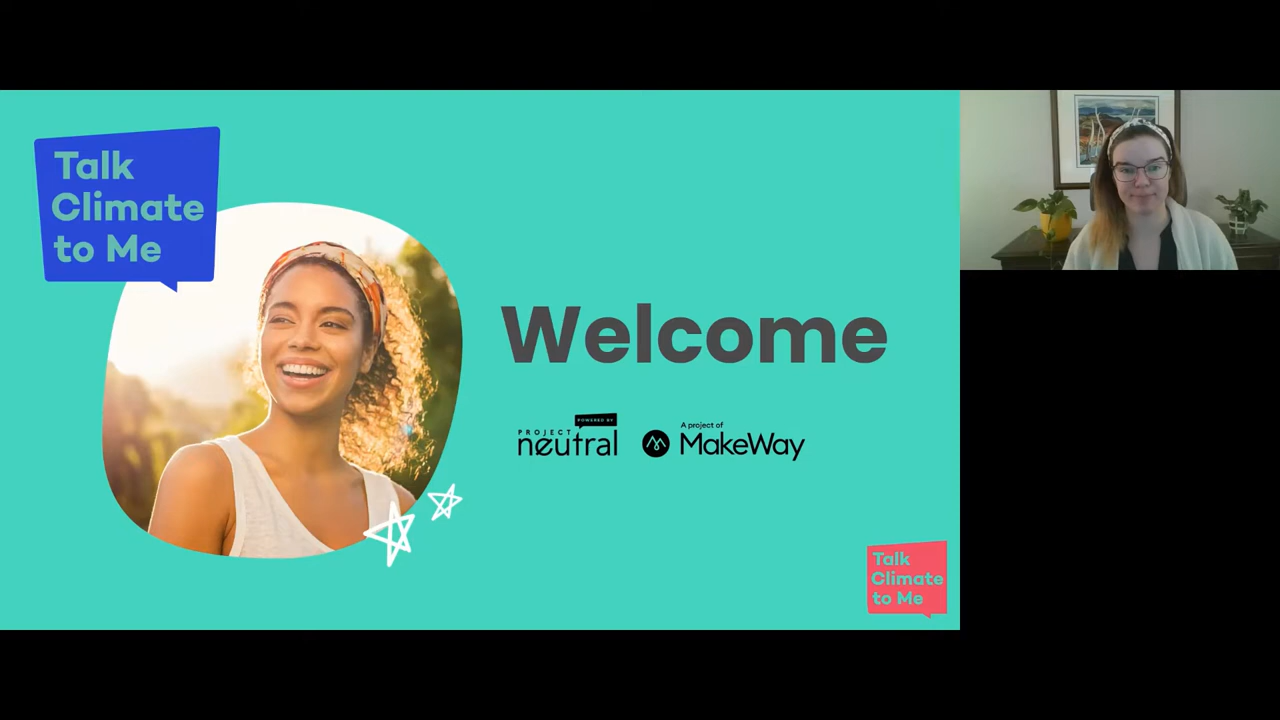 Talk
Climate
to Me
Welcome
POWERED BY
PROJECT
neutral
A project of
MakeWay
Talk
Climate
to Me